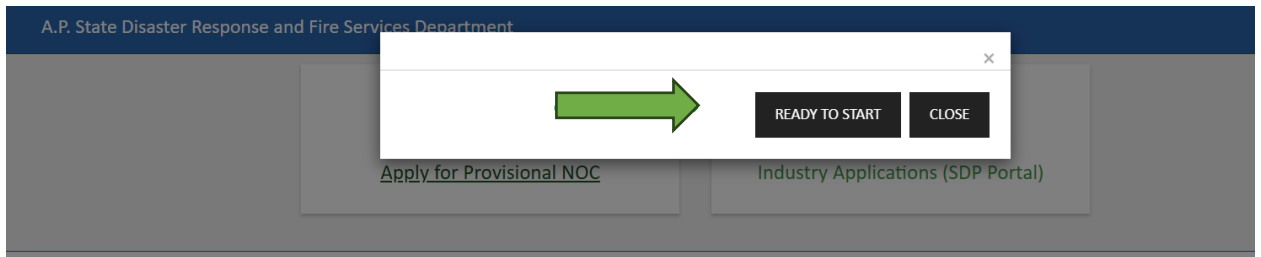 A.P. State Disaster Response and Fire Services Department
×
READY TO START CLOSE
Apply for Provisional NOC Industry Applications (SDP Portal)